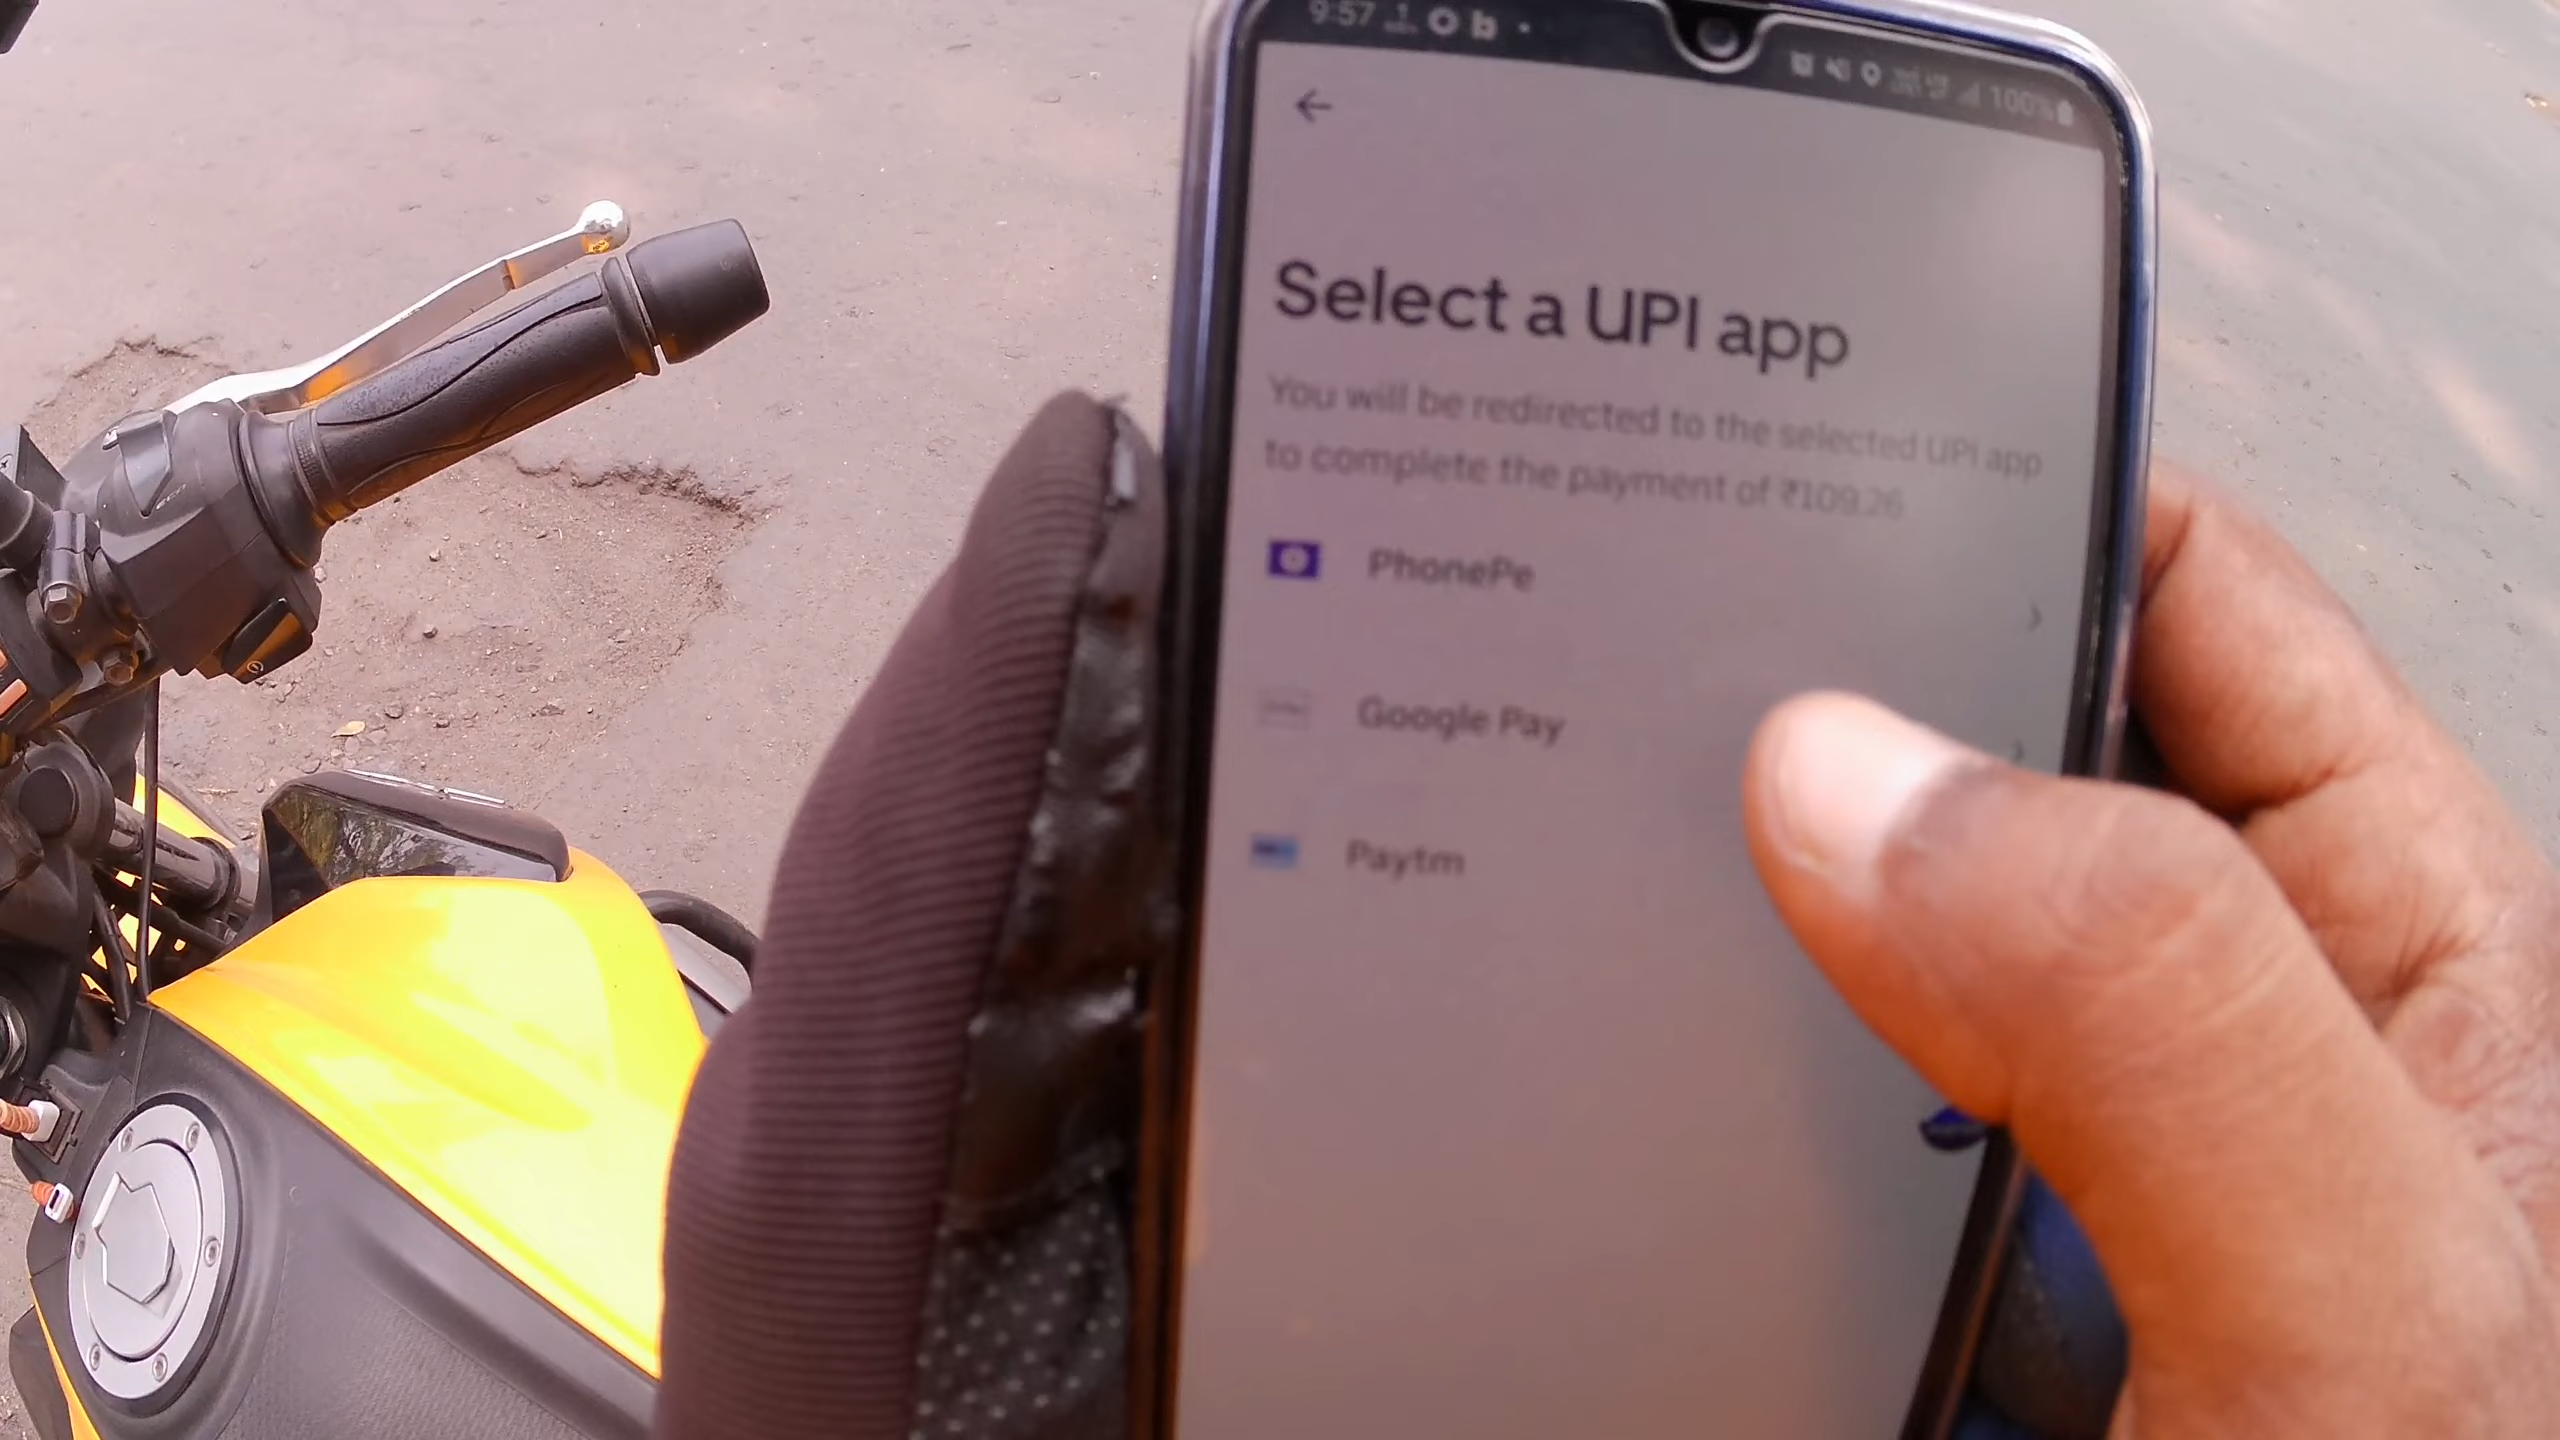 9:57
100%
Select a UPI app
You will be redirected to the selected UPI app
to complete the payment of ₹109.26
PhonePe
Google Pay
Paytm